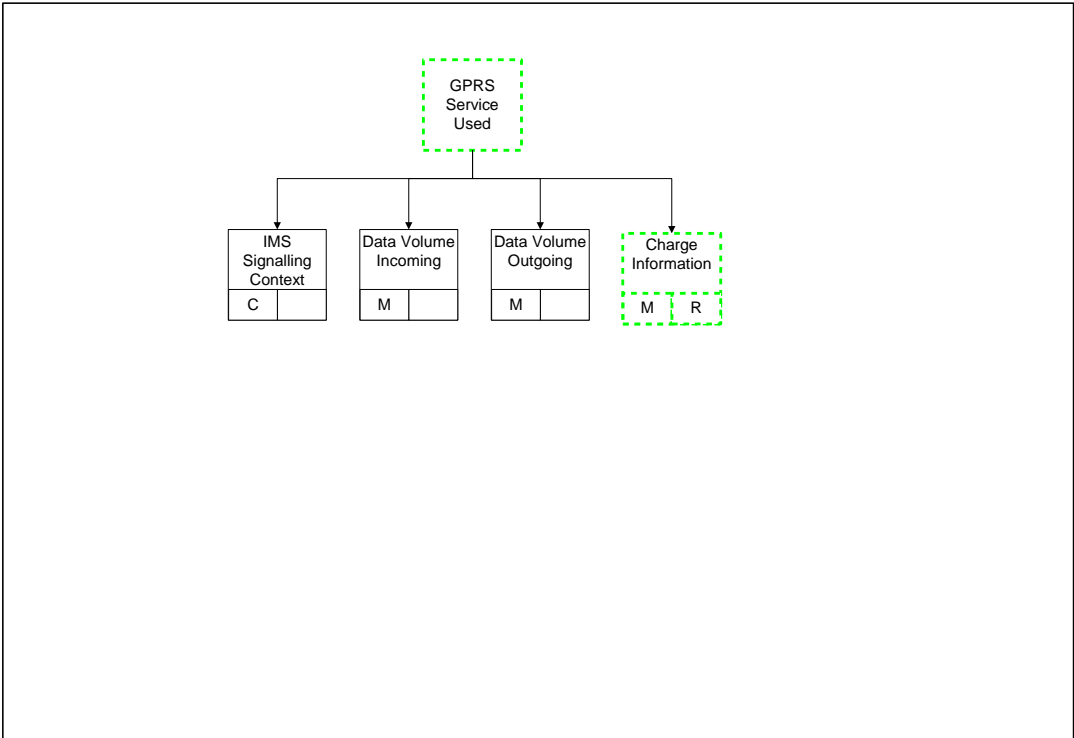 GPRS
Service
Used
IMS
Signalling
Context
C
Data Volume
Incoming
M
Data Volume
Outgoing
M
Charge
Information
M R